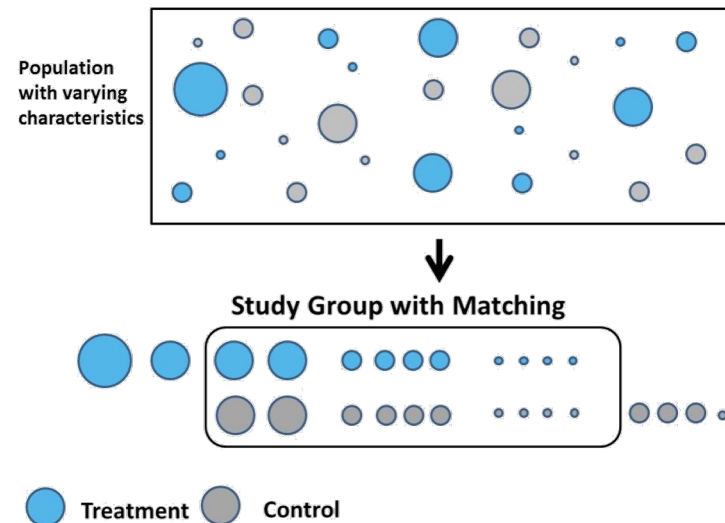 Population
with varying
characteristics
Study Group with Matching
Treatment
Control